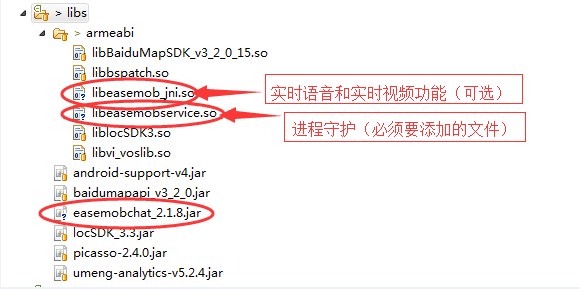 > libs
> armeabi
libBaiduMapSDK_v3_2_0_15.so
libbspatch.so
libeasemob_jni.so
实时语音和实时视频功能（可选）
libeasemobservice.so
进程守护（必须要添加的文件）
liblocSDK3.so
libvi_voslib.so
android-support-v4.jar
baidumapapi_v3_2_0.jar
easemobchat_2.1.8.jar
locSDK_3.3.jar
picasso-2.4.0.jar
umeng-analytics-v5.2.4.jar